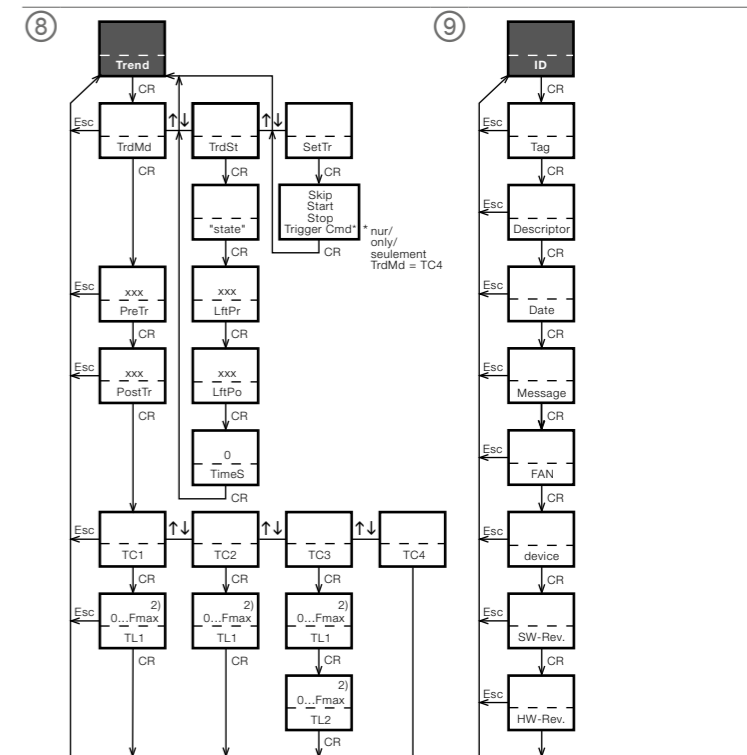 ⑧
Trend
CR
Esc
TrdMd
↑↓
TrdSt
↑↓
SetTr
CR
CR
CR
"state"
Skip
Start
Stop
Trigger Cmd*
* nur/
only/
seulement
TrdMd = TC4
CR
CR
Esc
xxx
PreTr
xxx
LftPr
CR
CR
Esc
xxx
PostTr
xxx
LftPo
CR
CR
0
TimeS
CR
Esc
TC1
↑↓
TC2
↑↓
TC3
↑↓
TC4
CR
CR
CR
Esc
2)
0...Fmax
TL1
2)
0...Fmax
TL1
2)
0...Fmax
TL1
CR
CR
CR
2)
0...Fmax
TL2
CR
⑨
ID
CR
Esc
Tag
CR
Esc
Descriptor
CR
Esc
Date
CR
Esc
Message
CR
Esc
FAN
CR
Esc
device
CR
Esc
SW-Rev.
CR
Esc
HW-Rev.